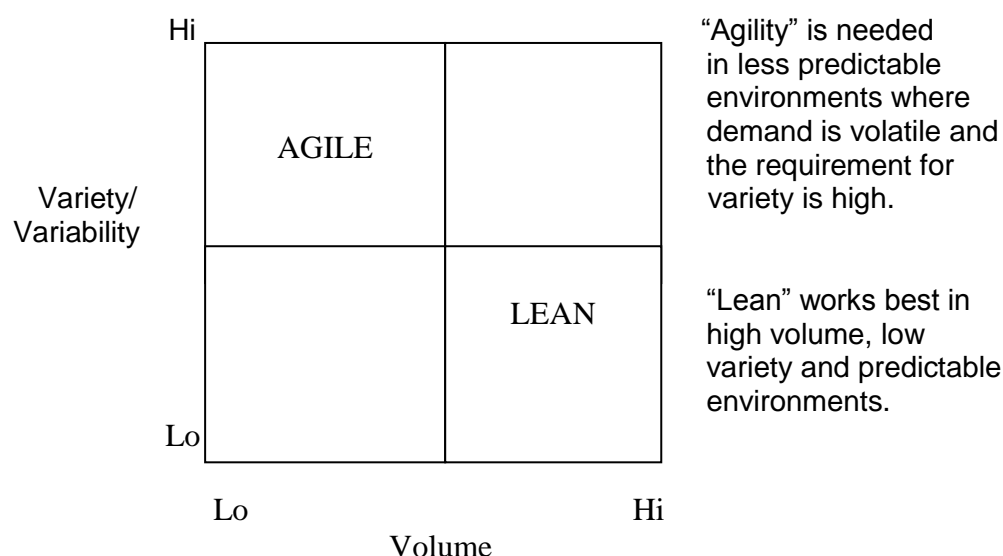 Hi
“Agility” is needed
in less predictable
environments where
demand is volatile and
the requirement for
variety is high.
AGILE
Variety/
Variability
“Lean” works best in
high volume, low
variety and predictable
environments.
LEAN
Lo
Lo
Hi
Volume